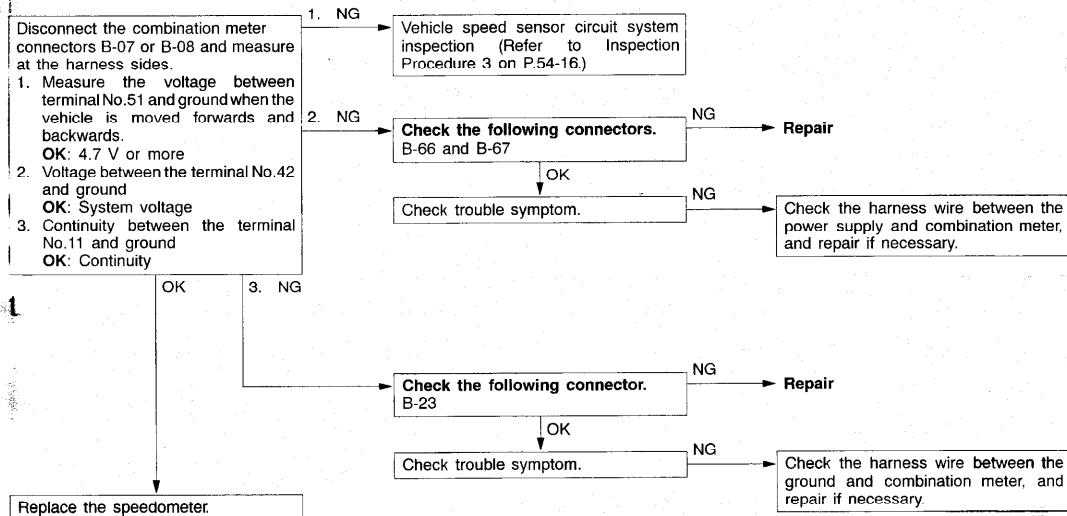 Disconnect the combination meter
connectors B-07 or B-08 and measure
at the harness sides.
1. Measure the voltage between
terminal No.51 and ground when the
vehicle is moved forwards and
backwards.
OK: 4.7 V or more
2. Voltage between the terminal No.42
and ground
OK: System voltage
3. Continuity between the terminal
No.11 and ground
OK: Continuity
1. NG
Vehicle speed sensor circuit system
inspection (Refer to Inspection
Procedure 3 on P.54-16.)
2. NG
Check the following connectors.
B-66 and B-67
NG
Repair
OK
Check trouble symptom.
NG
Check the harness wire between the
power supply and combination meter,
and repair if necessary.
OK
3. NG
Check the following connector.
B-23
NG
Repair
OK
Check trouble symptom.
NG
Check the harness wire between the
ground and combination meter, and
repair if necessary.
Replace the speedometer.